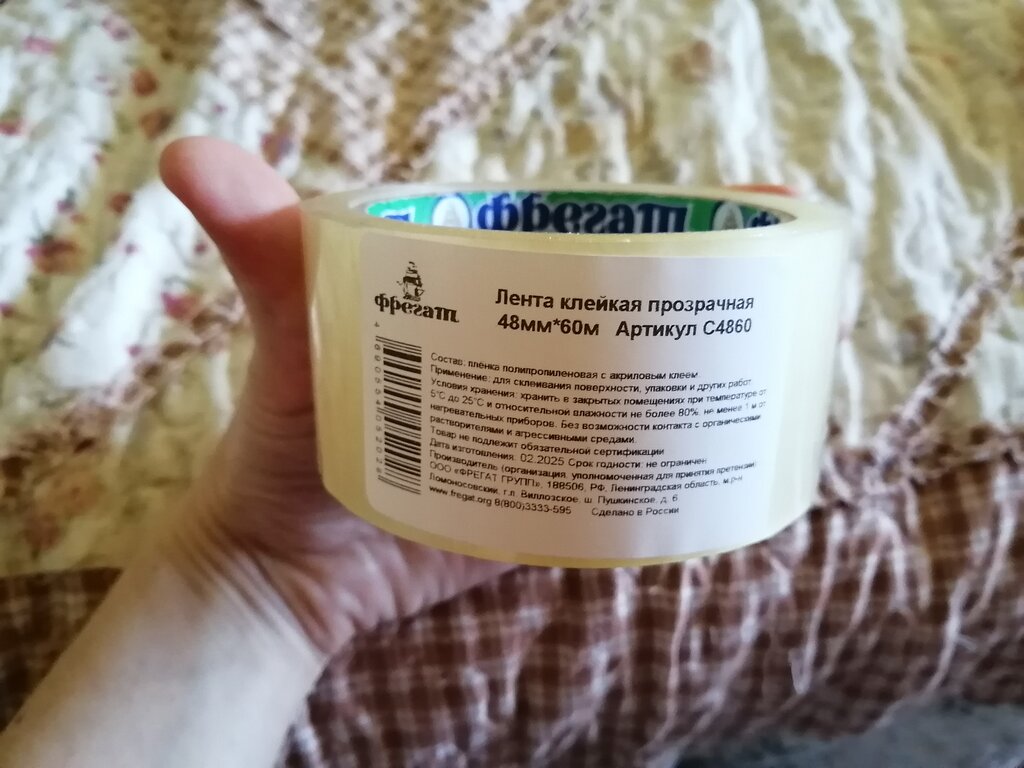 Фрегат
Фрегат
Лента клейкая прозрачная
48мм*60м Артикул С4860
Состав: плёнка полипропиленовая с акриловым клеем
Применение: для склеивания поверхности, упаковки и других работ
Условия хранения: хранить в закрытых помещениях при температуре от
5°С до 25°С и относительной влажности не более 80%, не менее 1 м от
нагревательных приборов. Без возможности контакта с органическими
растворителями и агрессивными средами.
Товар не подлежит обязательной сертификации
Дата изготовления: 02.2025 Срок годности: не ограничен
Производитель (организация, уполномоченная для принятия претензий)
ООО «ФРЕГАТ ГРУПП», 188506, РФ, Ленинградская область, м.р-н
Ломоносовский, г.п. Виллозское, ш. Пушкинское, д. 6
www.fregat.org 8(800)3333-595 Сделано в России